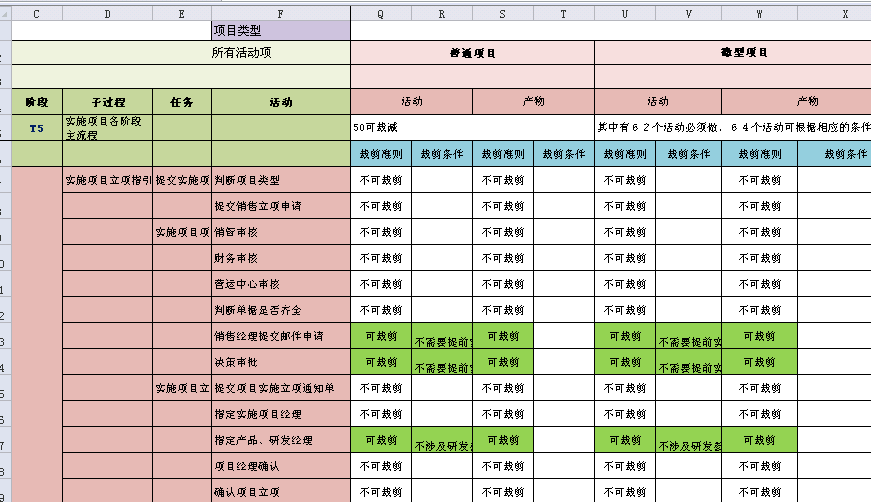 C D E F Q R S T U V W X
项目类型
所有活动项 普通项目 微型项目
活动 产物 活动 产物
阶段 子过程 任务 活动
T5 实施项目各阶段 50可裁减 其中有６２个活动必须做，６４个活动可根据相应的条件
主流程
裁剪准则 裁剪条件 裁剪准则 裁剪条件 裁剪准则 裁剪条件 裁剪准则 裁剪条件
实施项目立项指引 提交实施项 判断项目类型 不可裁剪 不可裁剪 不可裁剪 不可裁剪
提交销售立项申请 不可裁剪 不可裁剪 不可裁剪 不可裁剪
实施项目项 销管审核 不可裁剪 不可裁剪 不可裁剪 不可裁剪
财务审核 不可裁剪 不可裁剪 不可裁剪 不可裁剪
营运中心审核 不可裁剪 不可裁剪 不可裁剪 不可裁剪
判断单据是否齐全 不可裁剪 不可裁剪 不可裁剪 不可裁剪
3 销售经理提交邮件申请 可裁剪 不需要提前 可裁剪 可裁剪 不需要提前 可裁剪
4 决策审批 可裁剪 不需要提前 可裁剪 可裁剪 不需要提前 可裁剪
5 实施项目立 提交项目实施立项通知单 不可裁剪 不可裁剪 不可裁剪 不可裁剪
6 指定实施项目经理 不可裁剪 不可裁剪 不可裁剪 不可裁剪
7 指定产品、研发经理 可裁剪 不涉及研发 可裁剪 可裁剪 不涉及研发 可裁剪
8 项目经理确认 不可裁剪 不可裁剪 不可裁剪 不可裁剪
9 确认项目立项 不可裁剪 不可裁剪 不可裁剪 不可裁剪